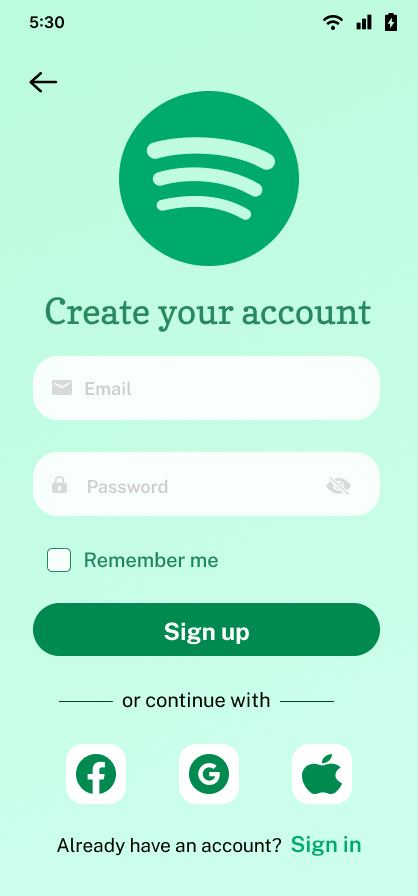 5:30
Create your account
Email
Password
Remember me
Sign up
or continue with
Already have an account? Sign in